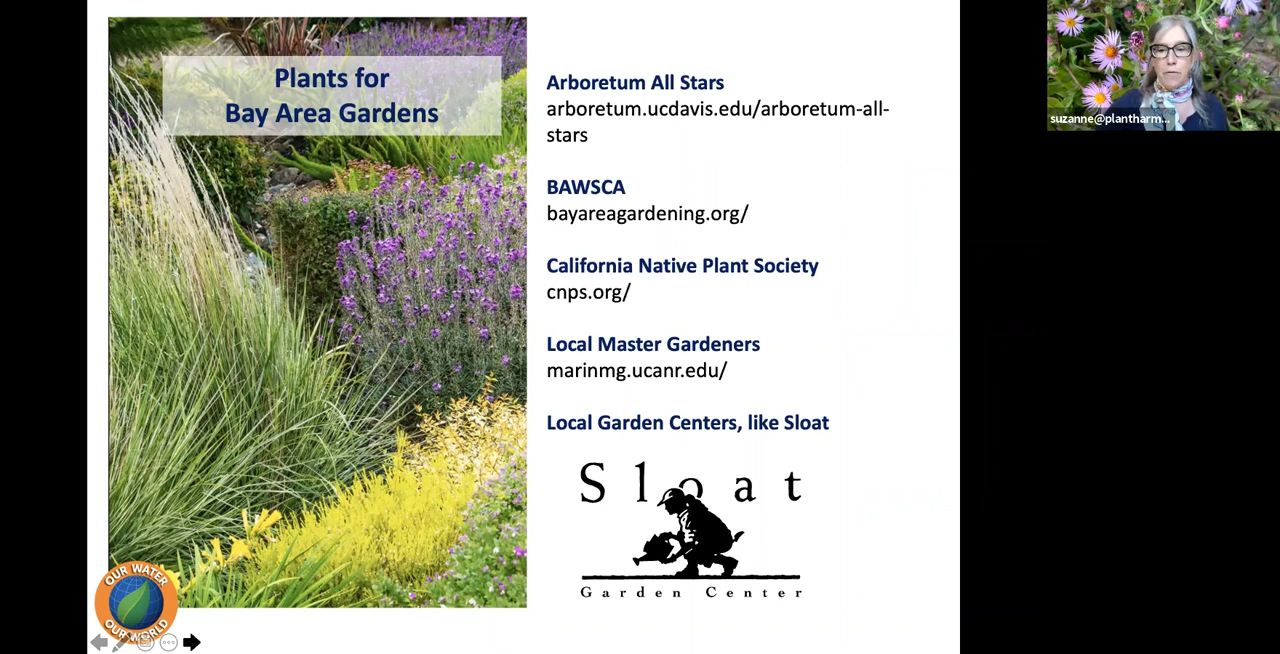 Plants for
Bay Area Gardens
Arboretum All Stars
arboretum.ucdavis.edu/arboretum-all-
stars
BAWSCA
bayareagardening.org/
California Native Plant Society
cnps.org/
Local Master Gardeners
marinmg.ucanr.edu/
Local Garden Centers, like Sloat
Sloat
Garden Center
OUR WATER
OUR WORLD
suzanne@plantharm...